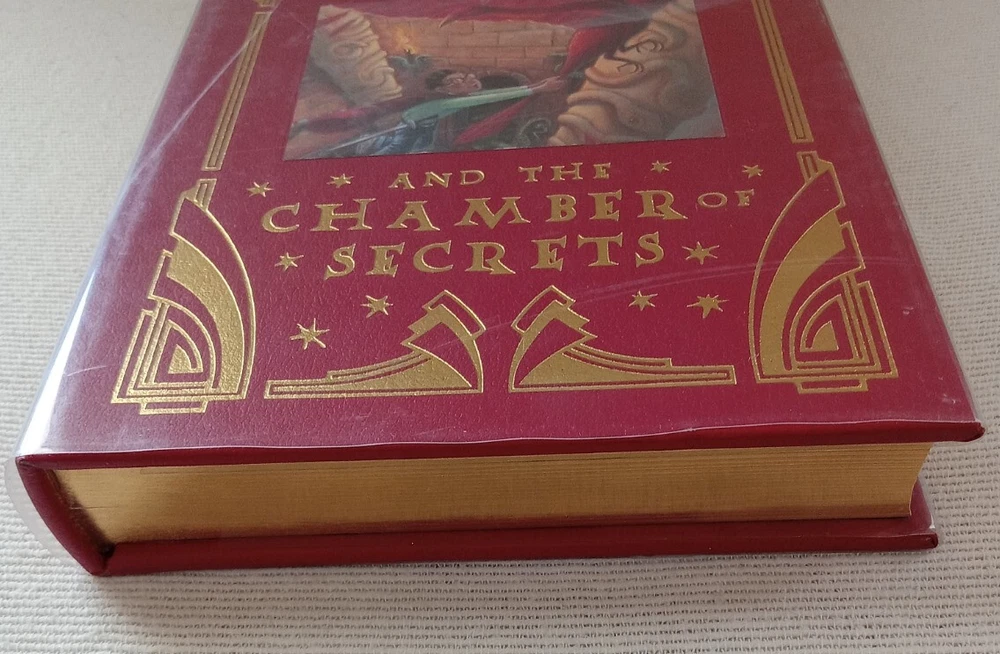 AND THE
CHAMBER OF
SECRETS